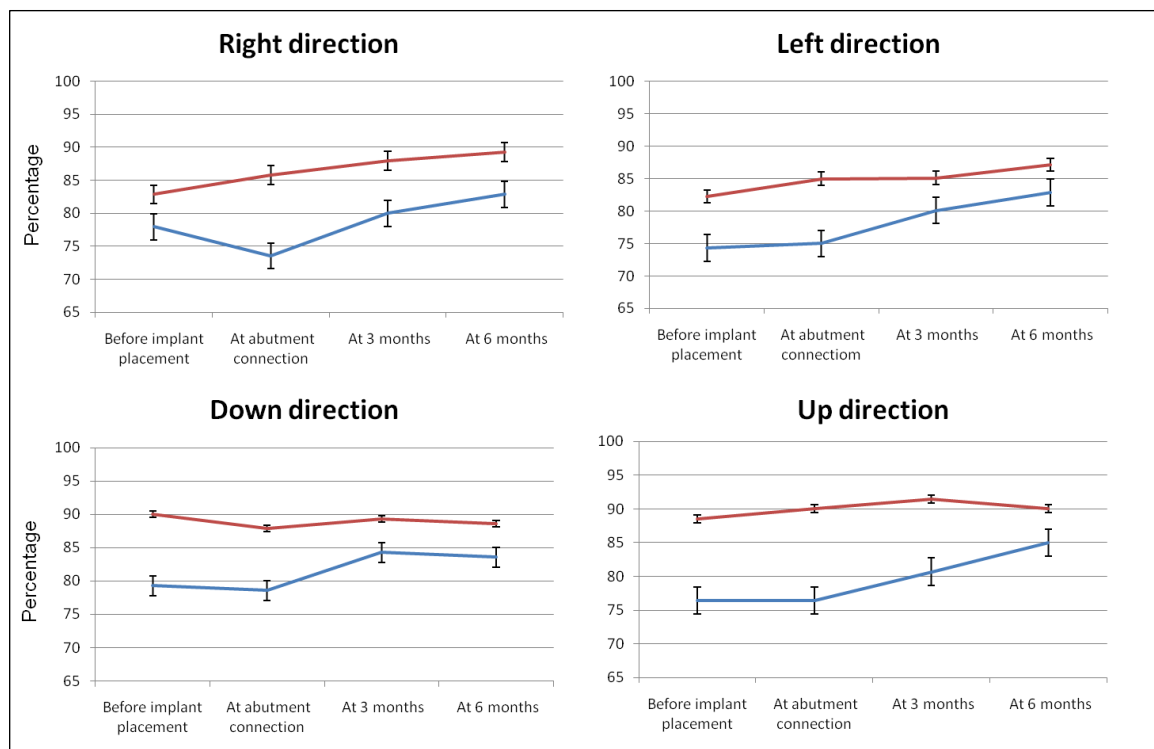 Right direction
Percentage
100
95
90
85
80
75
70
65
Before implant
placement
At abutment
connection
At 3 months
At 6 months
Left direction
100
95
90
85
80
75
70
65
Before implant
placement
At abutment
connectiom
At 3 months
At 6 months
Down direction
Percentage
100
95
90
85
80
75
70
65
Before implant
placement
At abutment
connection
At 3 months
At 6 months
Up direction
100
95
90
85
80
75
70
65
Before implant
placement
At abutment
connection
At 3 months
At 6 months